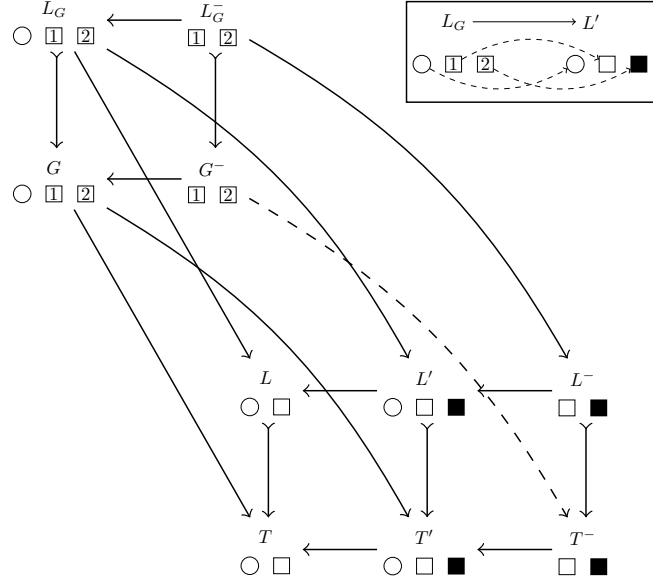 L_G L_G^- L_G L'
1 2 1 2 1 2
G G^-
1 2 1 2
L L' L^-
T T' T^-